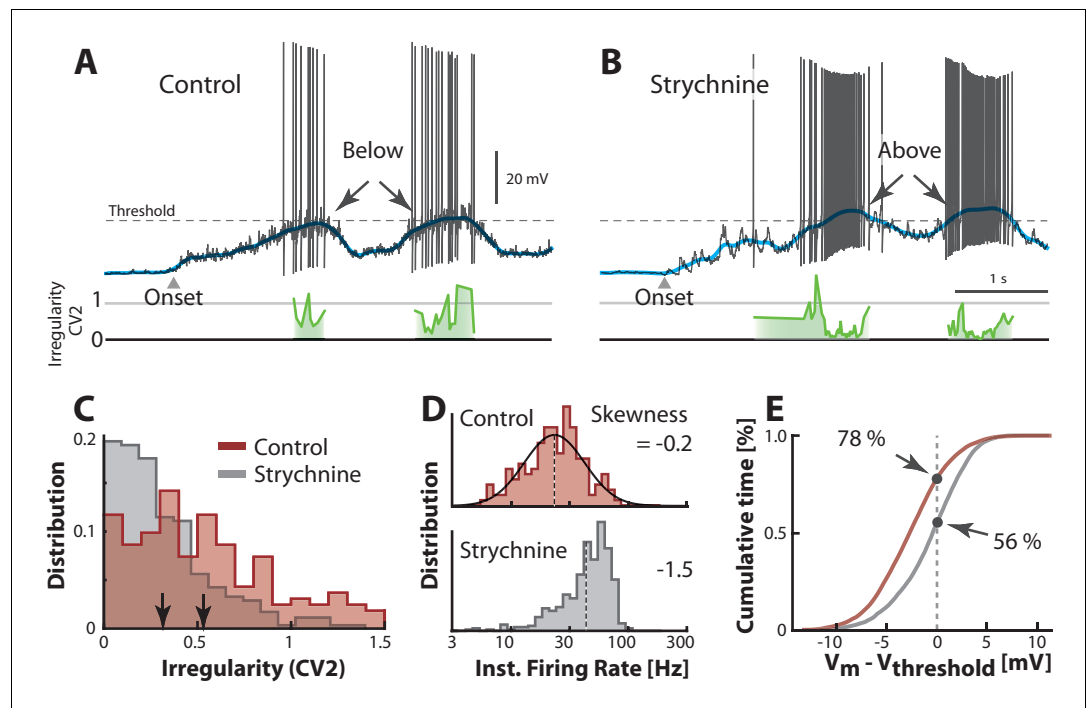 A
Control
Below
20 mV
Threshold
Onset
Irregularity
CV2
1
0
B
Strychnine
Above
Onset
1 s
C
Distribution
0.2
0.1
0
Control
Strychnine
0
0.5
1
1.5
Irregularity (CV2)
D
Distribution
Control
Skewness
= -0.2
Strychnine
-1.5
3
10
30
100
300
Inst. Firing Rate [Hz]
E
Cumulative time [%]
1.0
0.5
0
78 %
56 %
-10
-5
0
5
10
Vm - Vthreshold [mV]